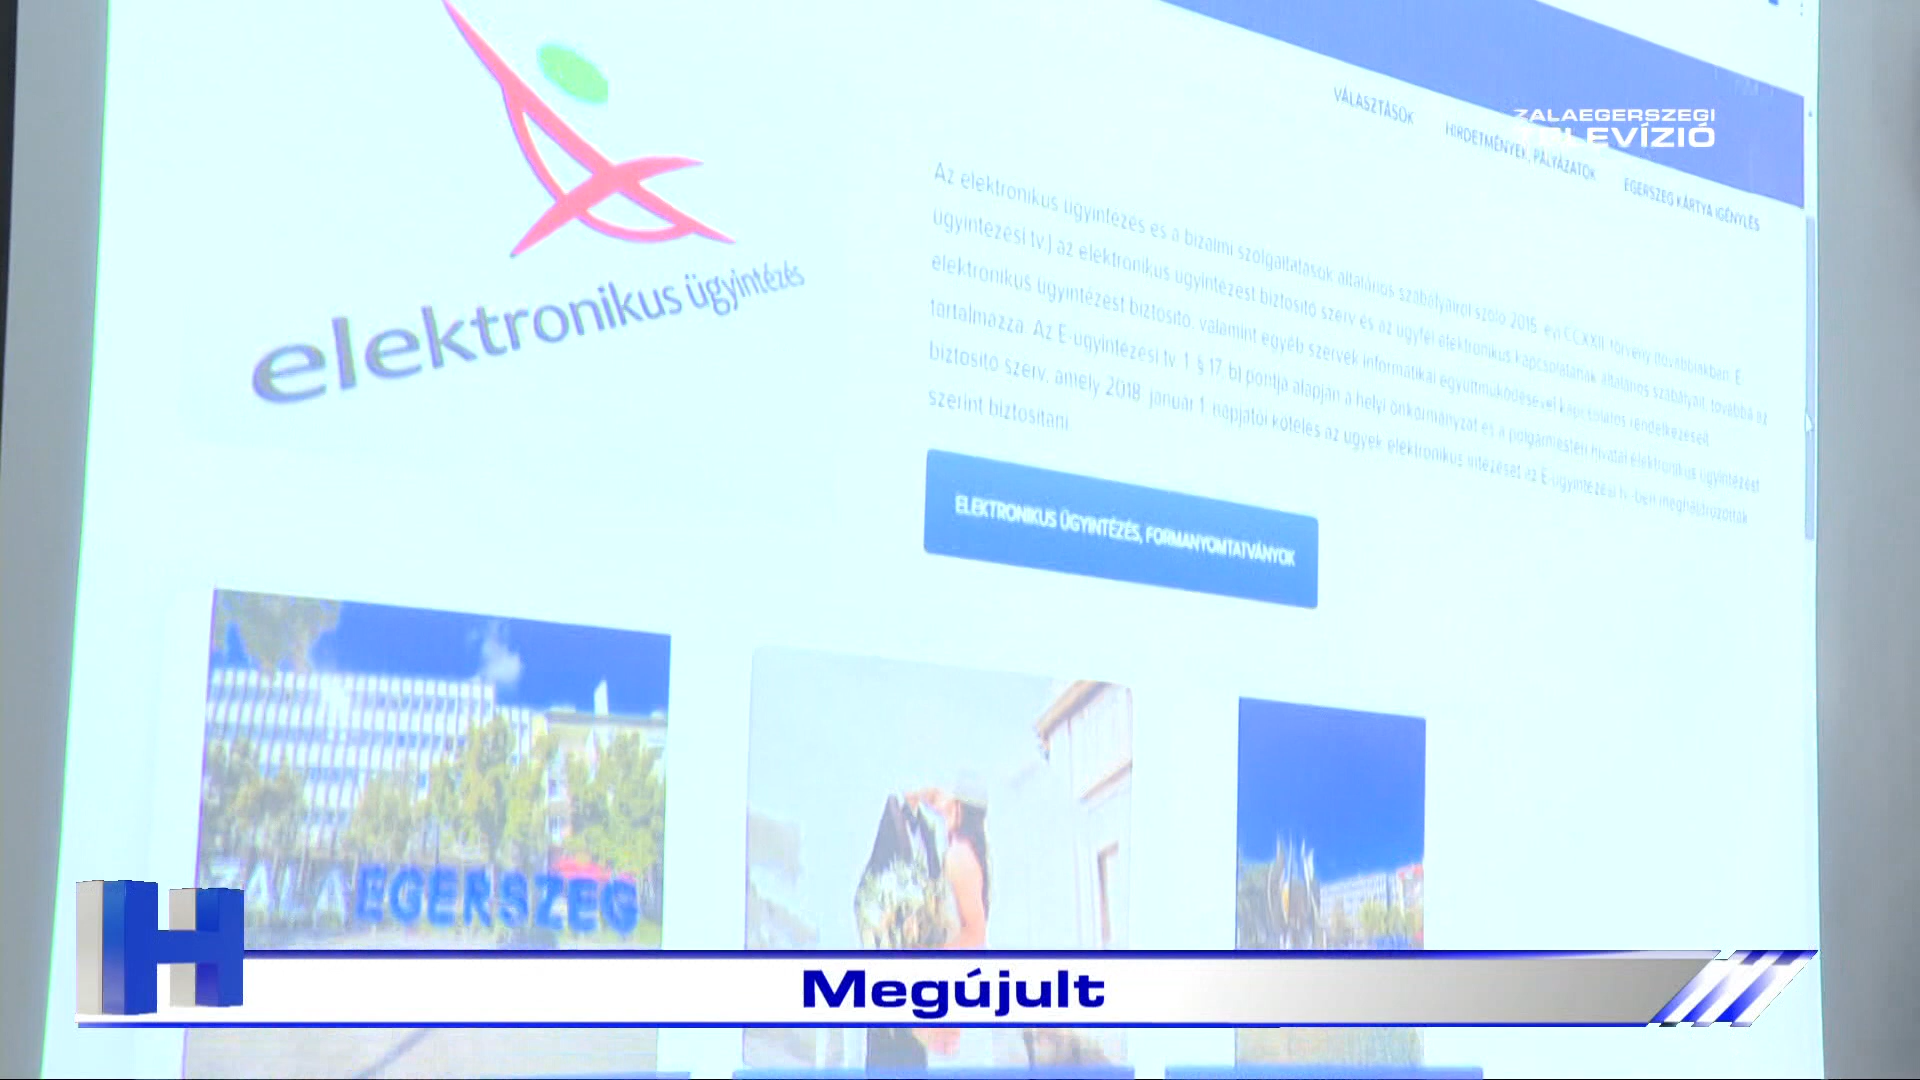 VÁLASZTÁSOK
HIRDETMÉNYEK, PÁLYÁZATOK
EGERSZEG KÁRTYA IGÉNYLÉS
ZALAEGERSZEGI
TELEVÍZIÓ
elektronikus ügyintézés
Az elektronikus ügyintézés és a bizalmi szolgáltatások általános szabályairól szóló 2015. évi CCXXII. törvény (továbbiakban: E
ügyintézési tv.) az elektronikus ügyintézést biztosító szerv és az ügyfél elektronikus kapcsolatának általános szabályait, továbbá az
elektronikus ügyintézést biztosító, valamint egyéb szervek informatikai együttműködésével kapcsolatos rendelkezéseit
tartalmazza. Az E-ügyintézési tv. 1. § 17. b) pontja alapján a helyi önkormányzat és a polgármesteri hivatal elektronikus ügyintézést
biztosító szerv, amely 2018. január 1. napjától köteles az ügyek elektronikus intézését az E-ügyintézési tv.-ben meghatározottak
szerint biztosítani.
ELEKTRONIKUS ÜGYINTÉZÉS, FORMANYOMTATVÁNYOK
ZALAEGERSZEG
H
Megújult